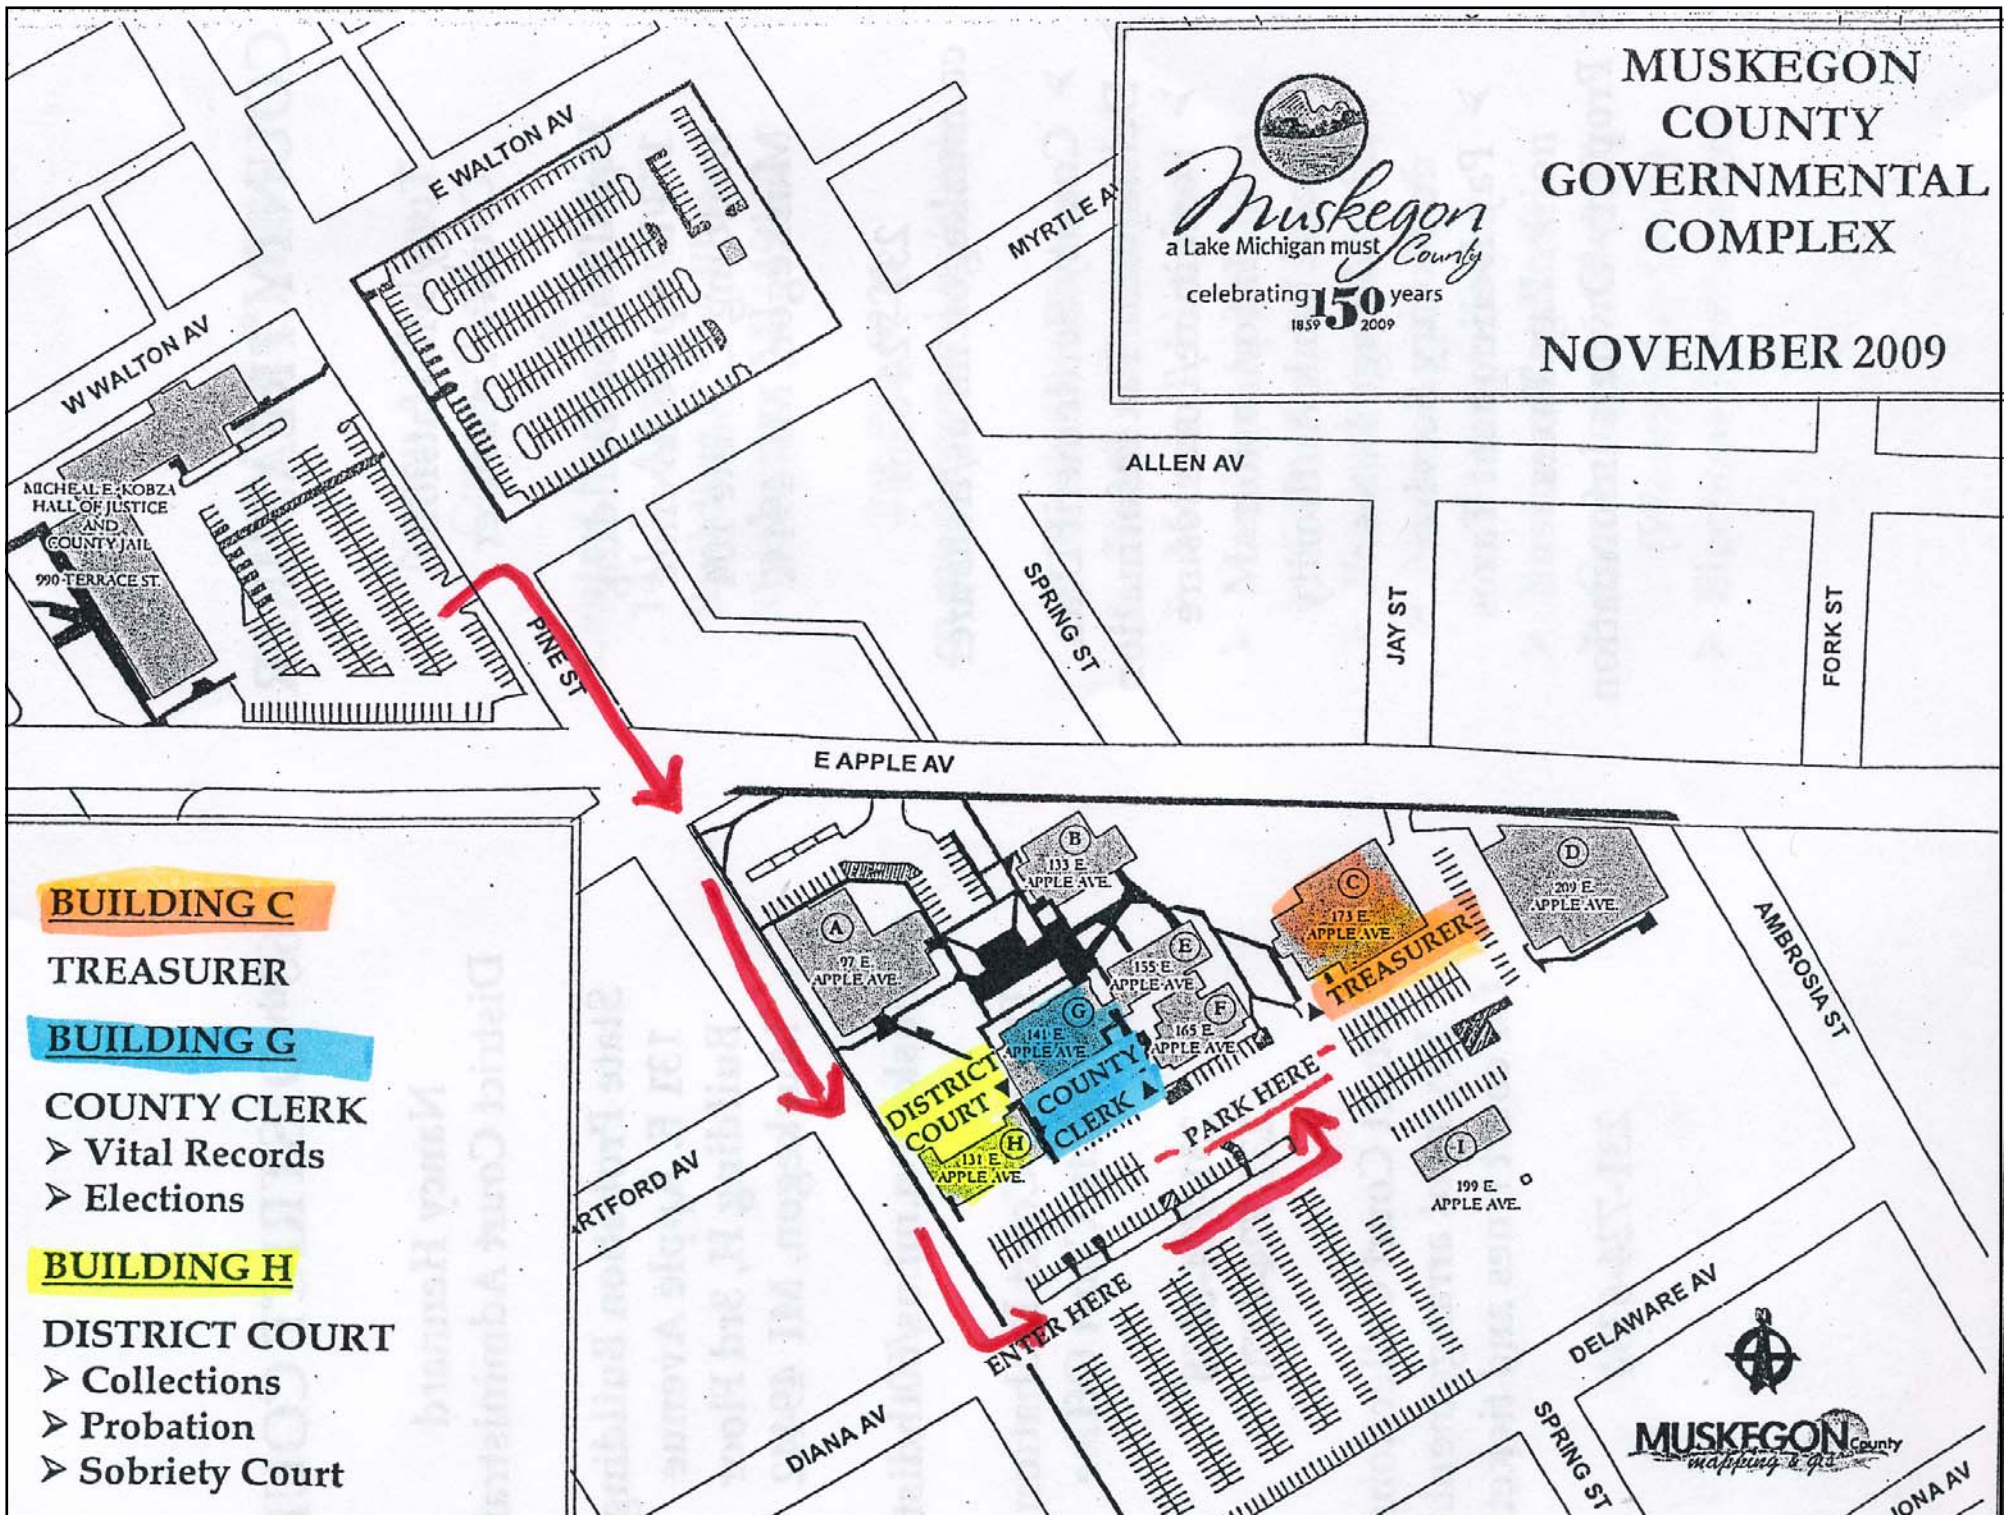 MUSKEGON
COUNTY
GOVERNMENTAL
COMPLEX
NOVEMBER 2009
Muskegon
County
a Lake Michigan must
celebrating 150 years
1859 2009
E WALTON AV
W WALTON AV
MYRTLE A
MICHEAL E. KOBZA
HALL OF JUSTICE
AND
COUNTY JAIL
990 TERRACE ST.
ALLEN AV
PINE ST
SPRING ST
JAY ST
FORK ST
E APPLE AV
AMBROSIA ST
A
97 E.
APPLE AVE.
B
133 E.
APPLE AVE.
C
173 E.
APPLE AVE.
TREASURER
D
209 E.
APPLE AVE.
E
155 E.
APPLE AVE.
F
165 E.
APPLE AVE.
G
141 E.
APPLE AVE.
COUNTY
CLERK
DISTRICT
COURT
H
131 E.
APPLE AVE.
I
199 E.
APPLE AVE.
PARK HERE
ENTER HERE
ARTFORD AV
DIANA AV
DELAWARE AV
SPRING ST
IONA AV
BUILDING C
TREASURER
BUILDING G
COUNTY CLERK
➢ Vital Records
➢ Elections
BUILDING H
DISTRICT COURT
➢ Collections
➢ Probation
➢ Sobriety Court
N
MUSKEGON County
mapping & gis